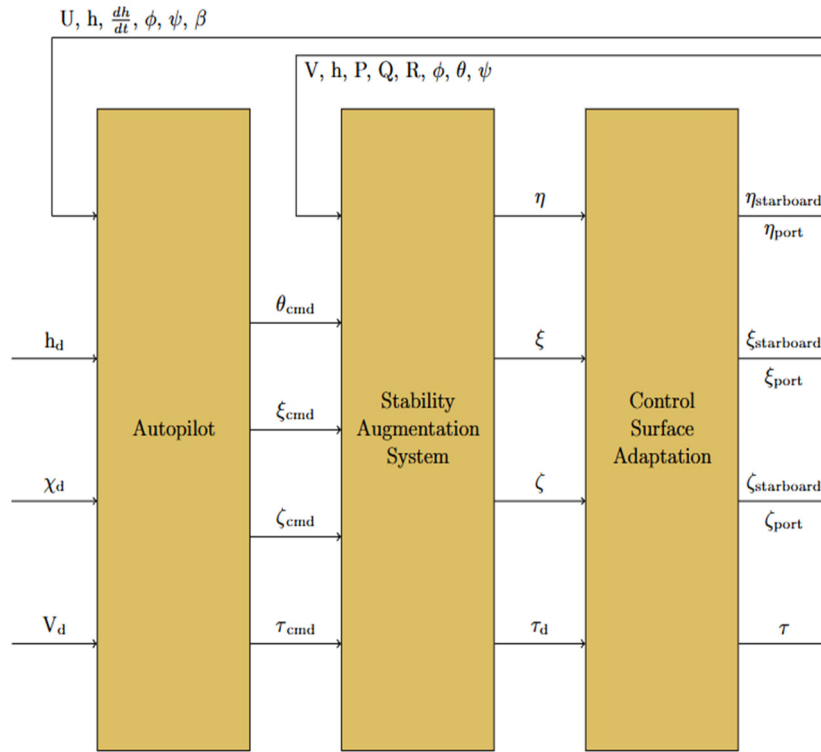 U, h, dh/dt, ϕ, ψ, β
V, h, P, Q, R, ϕ, θ, ψ
η
η_starboard
η_port
θ_cmd
h_d
ξ
ξ_starboard
ξ_port
ξ_cmd
Autopilot
Stability
Augmentation
System
Control
Surface
Adaptation
χ_d
ζ_cmd
ζ
ζ_starboard
ζ_port
V_d
τ_cmd
τ_d
τ